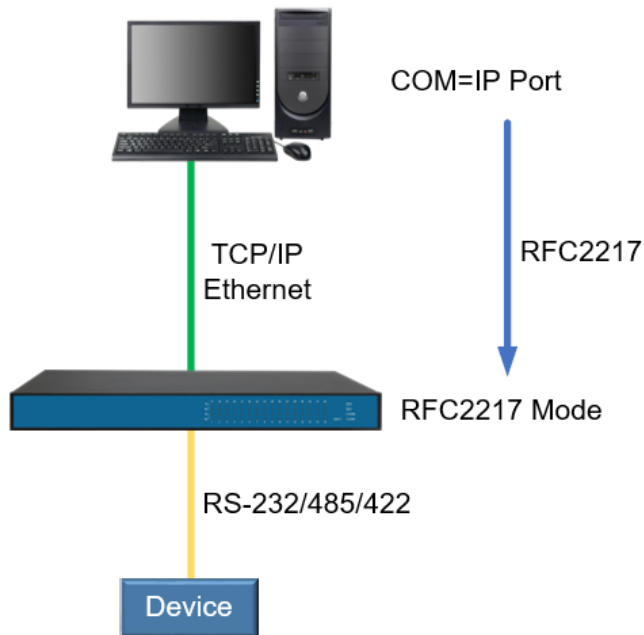 COM=IP Port
TCP/IP
Ethernet
RFC2217
RFC2217 Mode
RS-232/485/422
Device